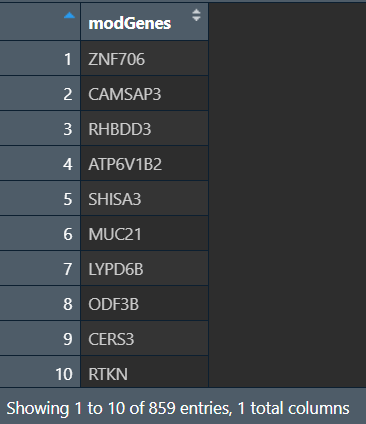 modGenes
1 ZNF706
2 CAMSAP3
3 RHBDD3
4 ATP6V1B2
5 SHISA3
6 MUC21
7 LYPD6B
8 ODF3B
9 CERS3
10 RTKN
Showing 1 to 10 of 859 entries, 1 total columns